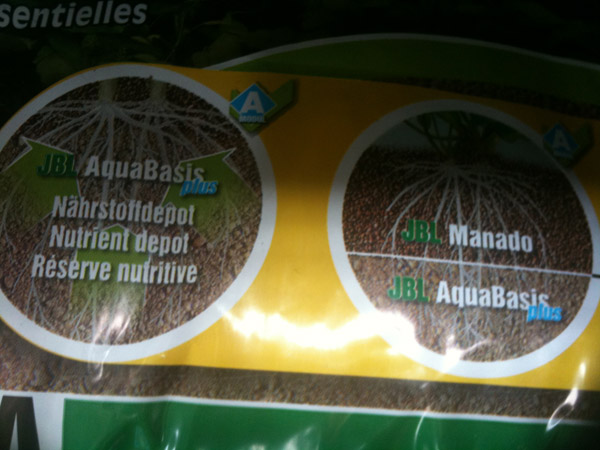 sentielles
A
JBL AquaBasis
plus
Nährstoffdepot
Nutrient depot
Réserve nutritive
A
JBL Manado
JBL AquaBasis
plus